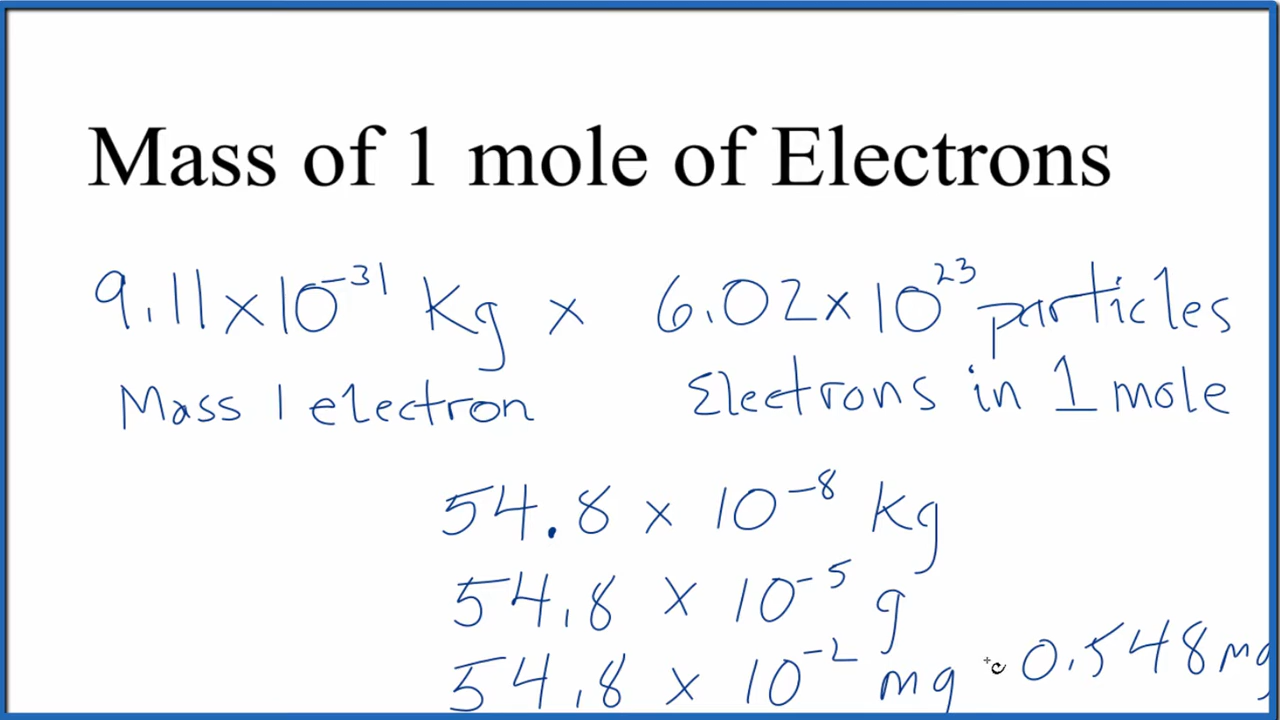 Mass of 1 mole of Electrons
9.11 x 10⁻³¹ Kg x 6.02 x 10²³ particles
Mass 1 electron Electrons in 1 mole
54.8 x 10⁻⁸ Kg
54.8 x 10⁻⁵ g
54.8 x 10⁻² mg 0.548 mg